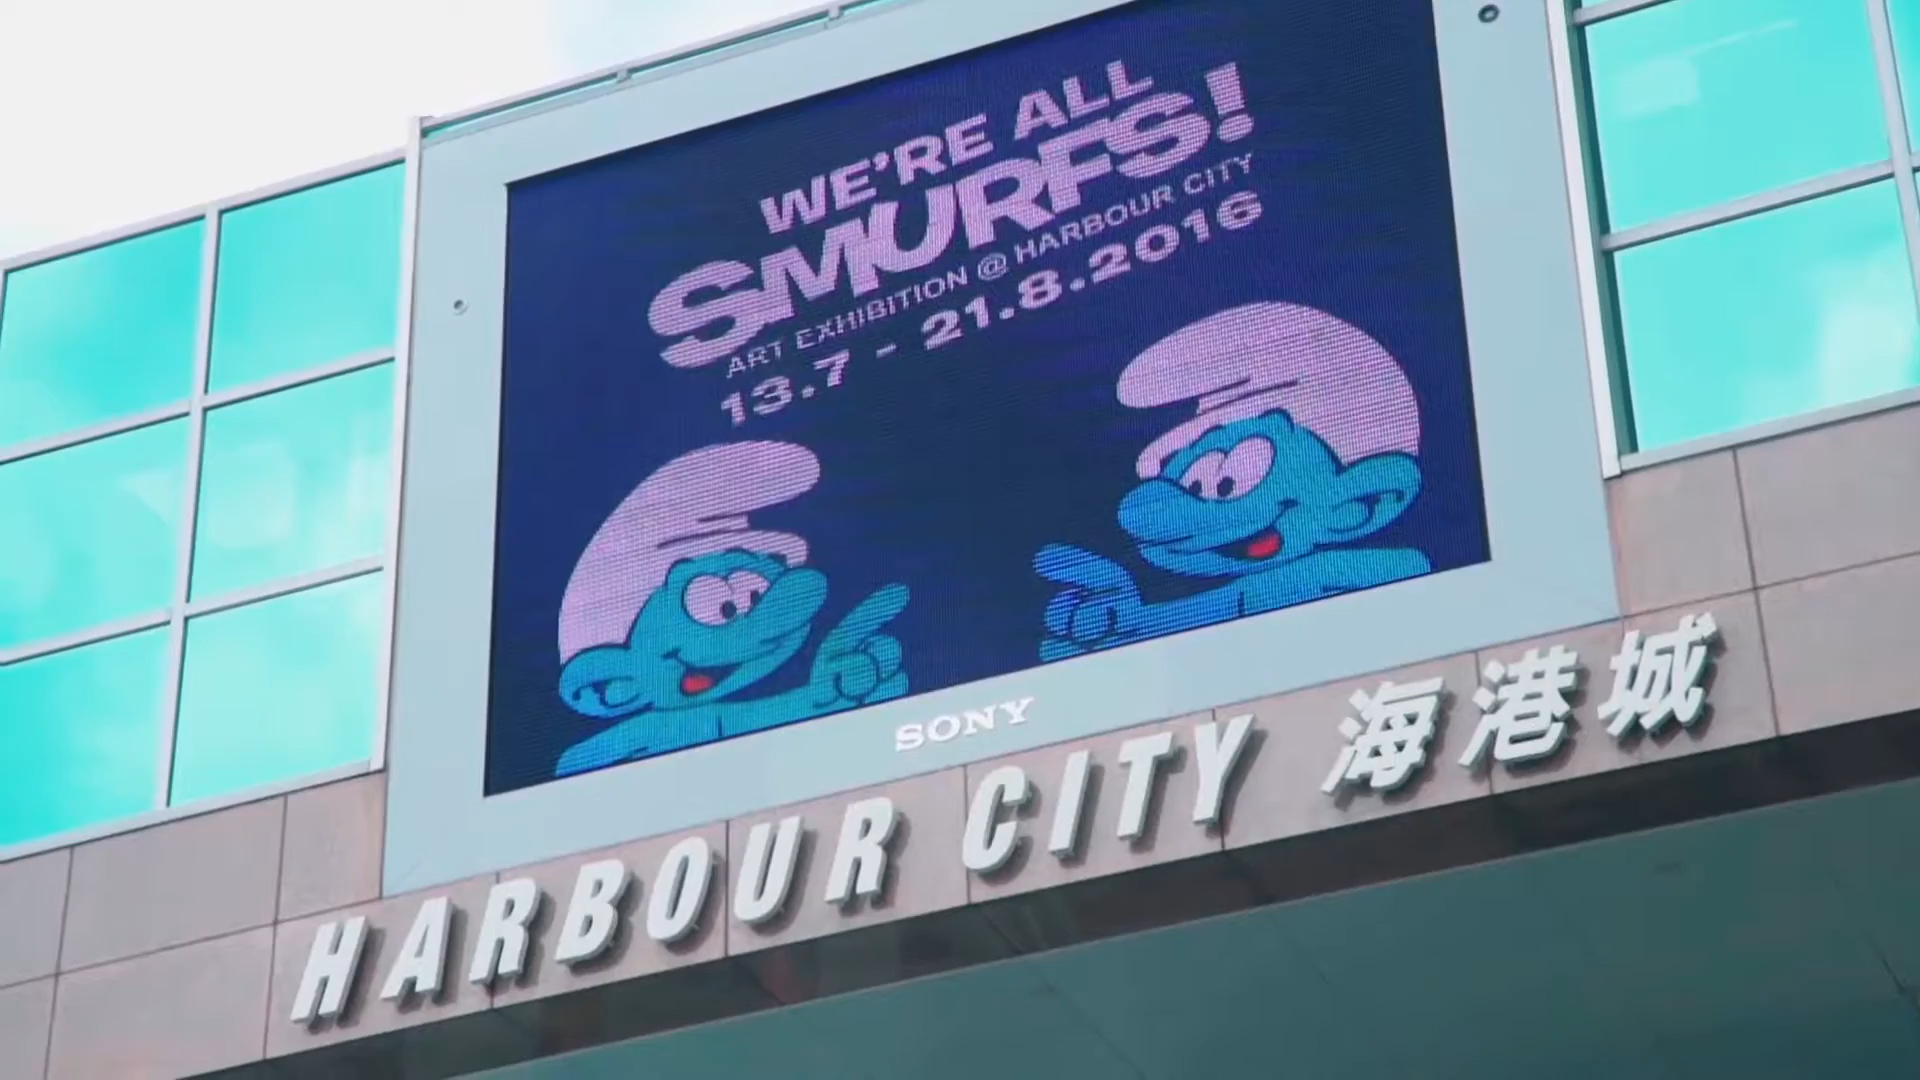 WE'RE ALL
SMURFS!
ART EXHIBITION @ HARBOUR CITY
13.7 - 21.8.2016
SONY
HARBOUR CITY 海港城